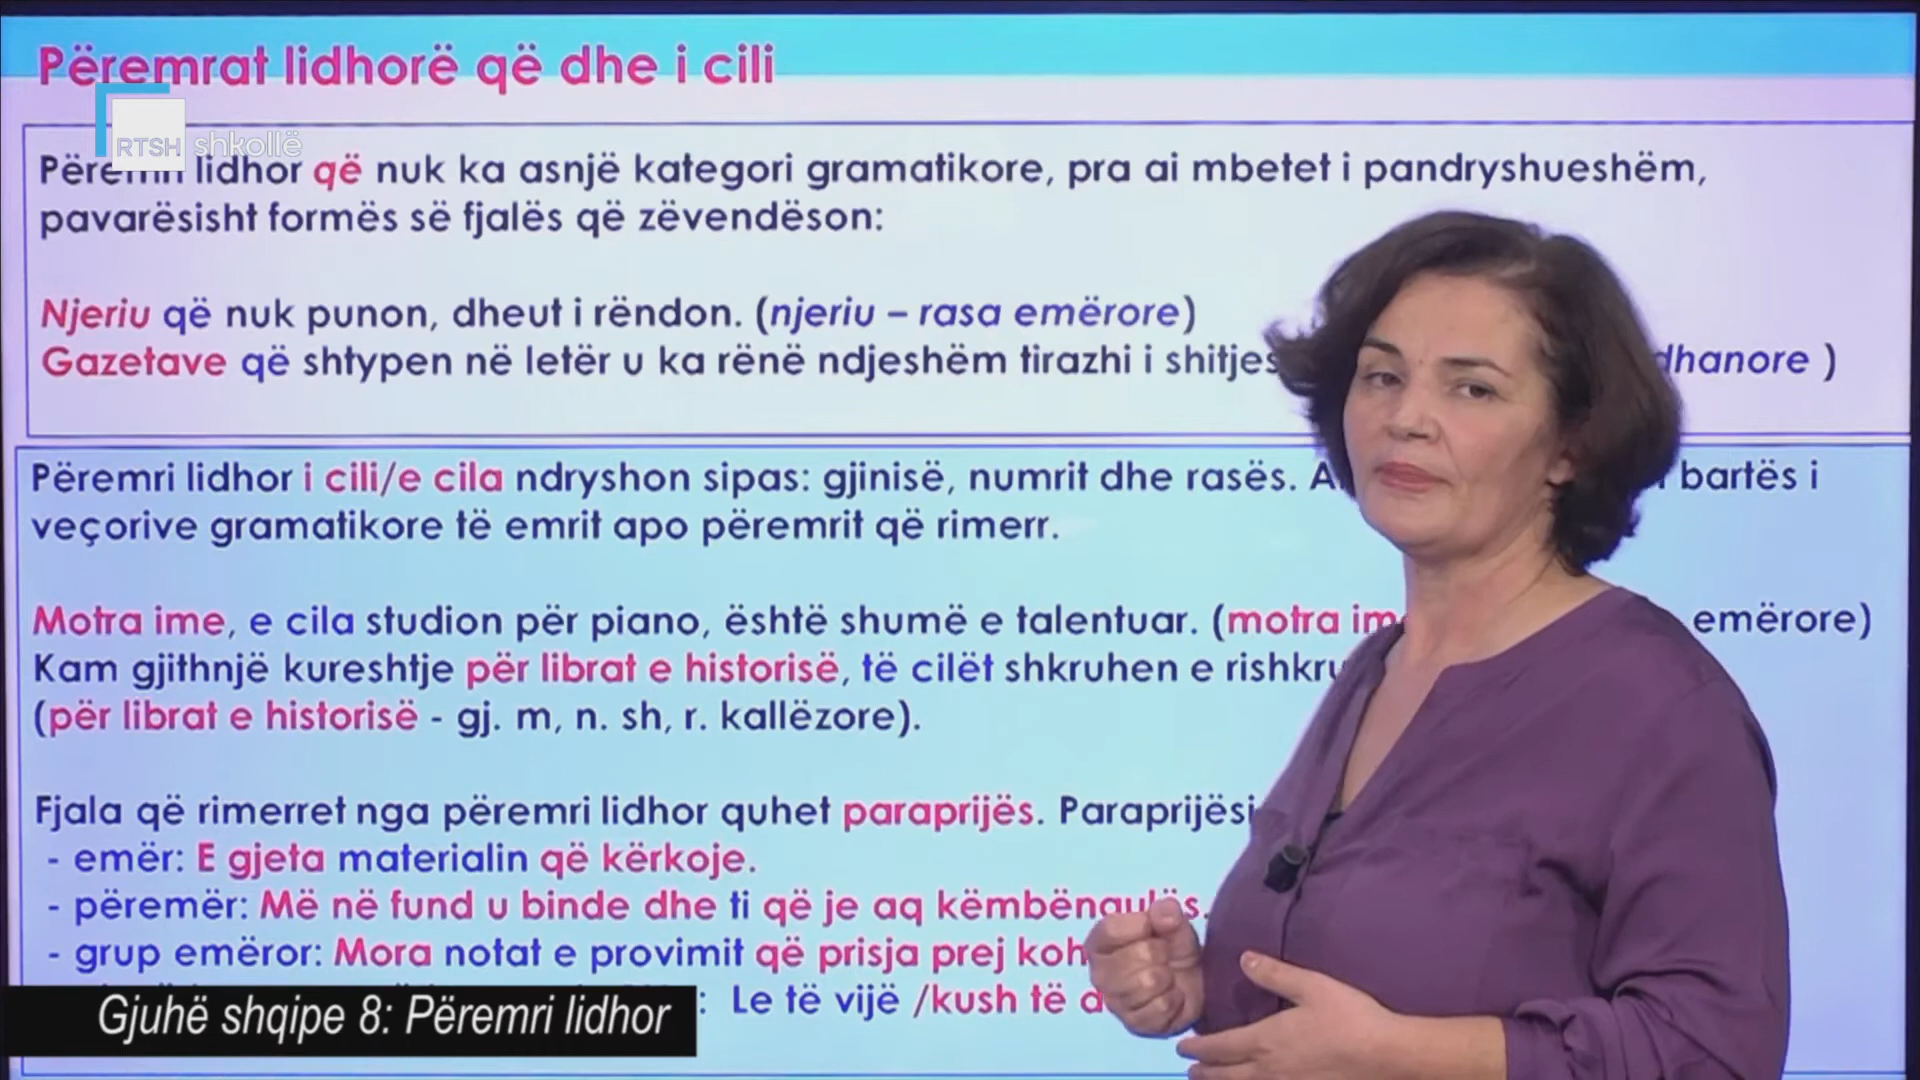 Përemrat lidhorë që dhe i cili
RTSH shkollë
Përemri lidhor që nuk ka asnjë kategori gramatikore, pra ai mbetet i pandryshueshëm,
pavarësisht formës së fjalës që zëvendëson:
Njeriu që nuk punon, dheut i rëndon. (njeriu – rasa emërore)
Gazetave që shtypen në letër u ka rënë ndjeshëm tirazhi i shitjes dhanore )
Përemri lidhor i cili/e cila ndryshon sipas: gjinisë, numrit dhe rasës. bartës i
veçorive gramatikore të emrit apo përemrit që rimerr.
Motra ime, e cila studion për piano, është shumë e talentuar. (motra emërore)
Kam gjithnjë kureshtje për librat e historisë, të cilët shkruhen e
(për librat e historisë - gj. m, n. sh, r. kallëzore).
Fjala që rimerret nga përemri lidhor quhet paraprijës.
- emër: E gjeta materialin që kërkoje.
- përemër: Më në fund u binde dhe ti që je aq këmbëngulës.
- grup emëror: Mora notat e provimit që prisja prej
: Le të vijë /kush të
Gjuhë shqipe 8: Përemri lidhor